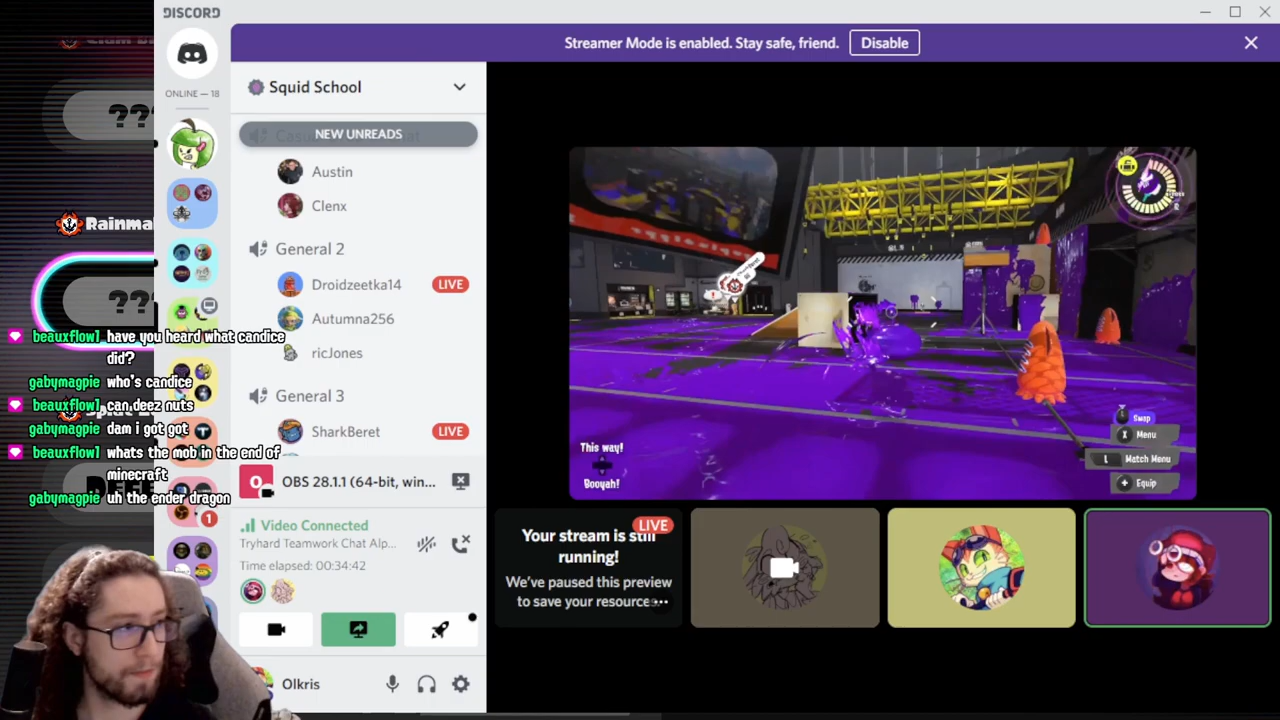 DISCORD
Streamer Mode is enabled. Stay safe, friend.
Disable
ONLINE — 18
Squid School
NEW UNREADS
Austin
Clenx
General 2
Droidzeetka14
LIVE
Autumna256
ricJones
General 3
SharkBeret
LIVE
???
Rainma
???
beauxflow] have you heard what candice
did?
gabymagpie who's candice
beauxflow] can deez nuts
gabymagpie dam i got got
beauxflow] whats the mob in the end of
minecraft
gabymagpie uh the ender dragon
1
OBS 28.1.1 (64-bit, win...
Video Connected
Tryhard Teamwork Chat Alp...
Time elapsed: 00:34:42
Olkris
This way!
Booyah!
Swap
X Menu
L Match Menu
+ Equip
LIVE
Your stream is still
running!
We've paused this preview
to save your resources...